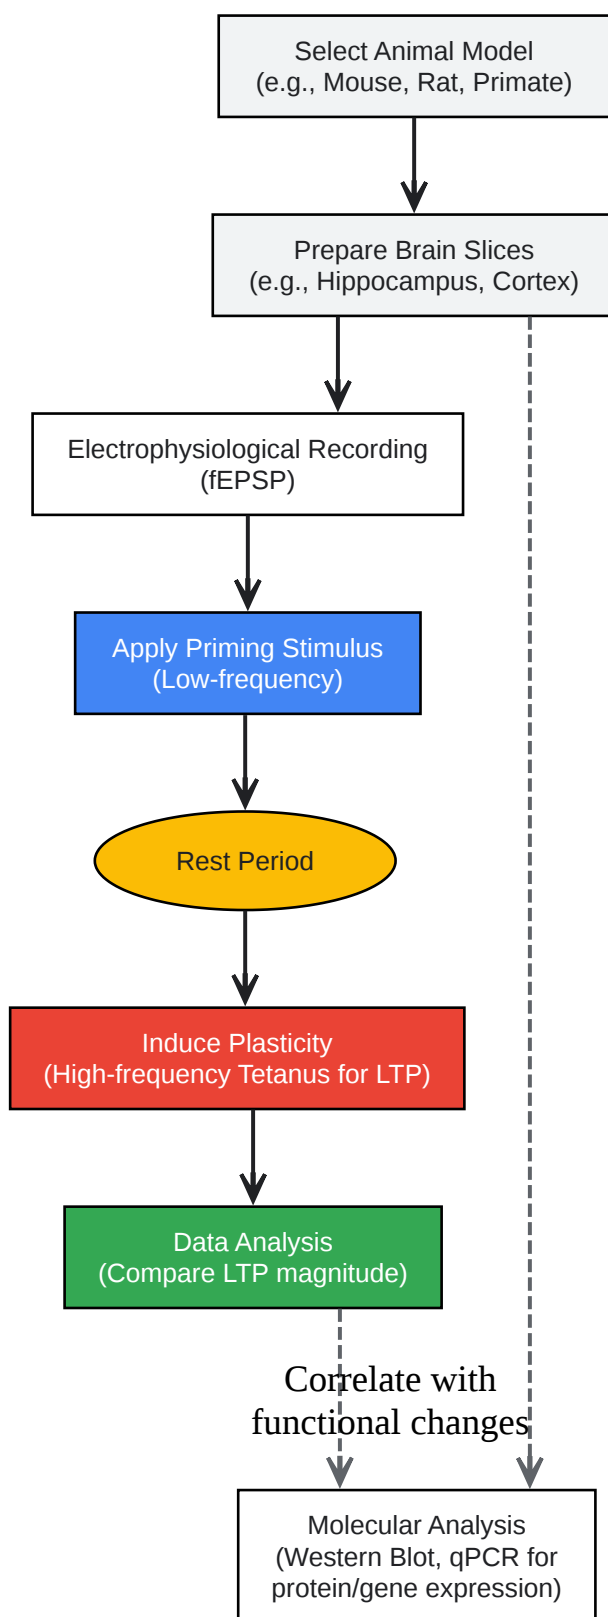 Select Animal Model
(e.g., Mouse, Rat, Primate)
Prepare Brain Slices
(e.g., Hippocampus, Cortex)
Electrophysiological Recording
(fEPSP)
Apply Priming Stimulus
(Low-frequency)
Rest Period
Induce Plasticity
(High-frequency Tetanus for LTP)
Data Analysis
(Compare LTP magnitude)
Correlate with
functional changes
Molecular Analysis
(Western Blot, qPCR for
protein/gene expression)